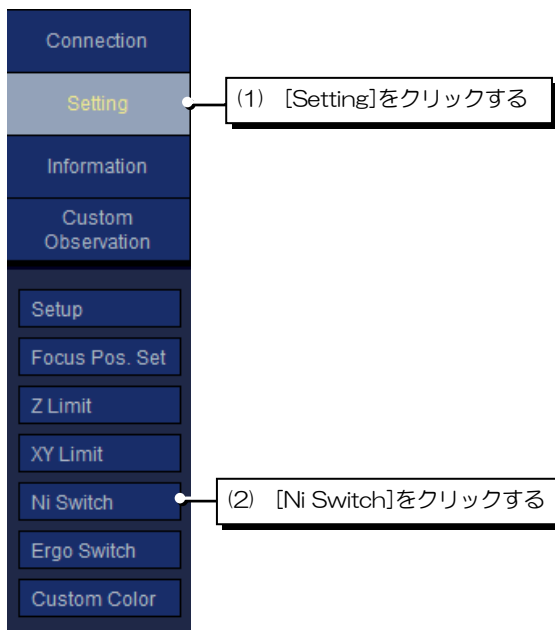 Connection
Setting
(1) [Setting]をクリックする
Information
Custom
Observation
Setup
Focus Pos. Set
Z Limit
XY Limit
Ni Switch
(2) [Ni Switch]をクリックする
Ergo Switch
Custom Color